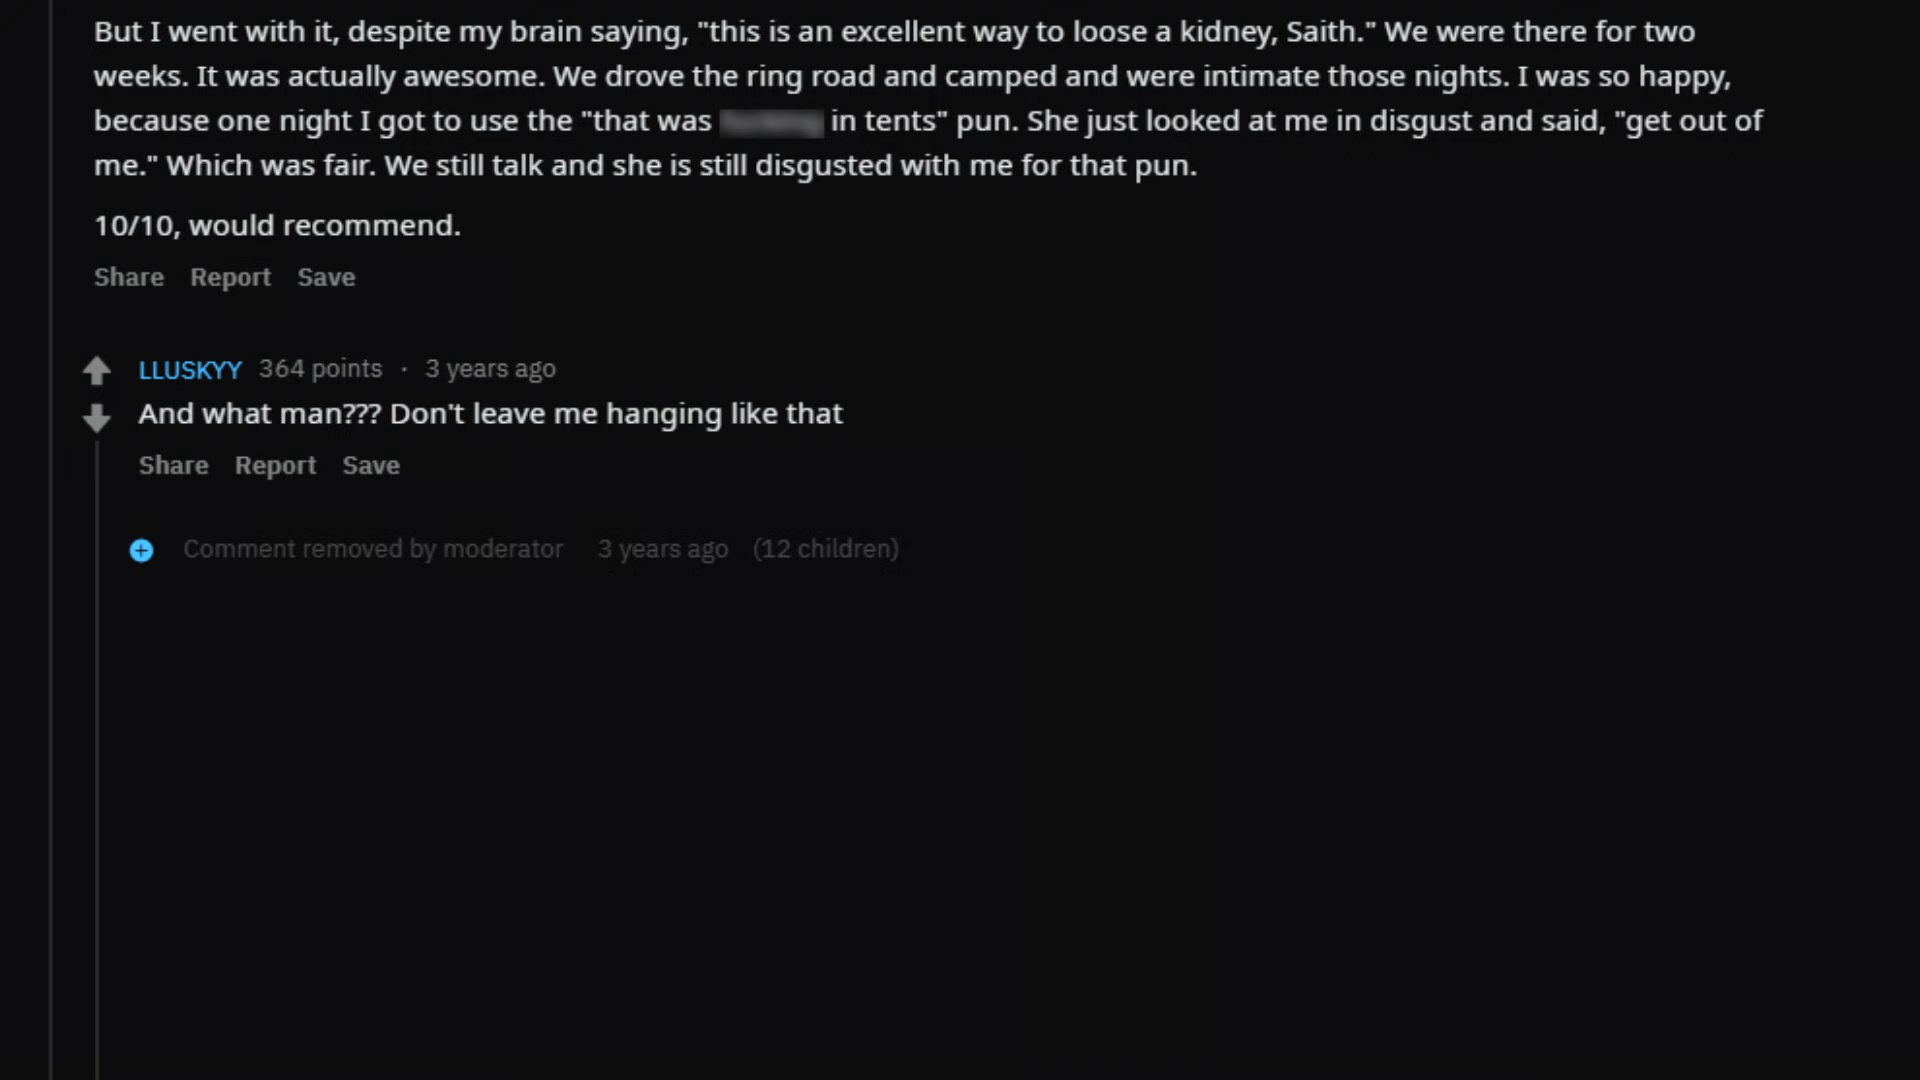 But I went with it, despite my brain saying, "this is an excellent way to loose a kidney, Saith." We were there for two
weeks. It was actually awesome. We drove the ring road and camped and were intimate those nights. I was so happy,
because one night I got to use the "that was in tents" pun. She just looked at me in disgust and said, "get out of
me." Which was fair. We still talk and she is still disgusted with me for that pun.
10/10, would recommend.
Share Report Save
LLUSKYY 364 points · 3 years ago
And what man??? Don't leave me hanging like that
Share Report Save
Comment removed by moderator 3 years ago (12 children)